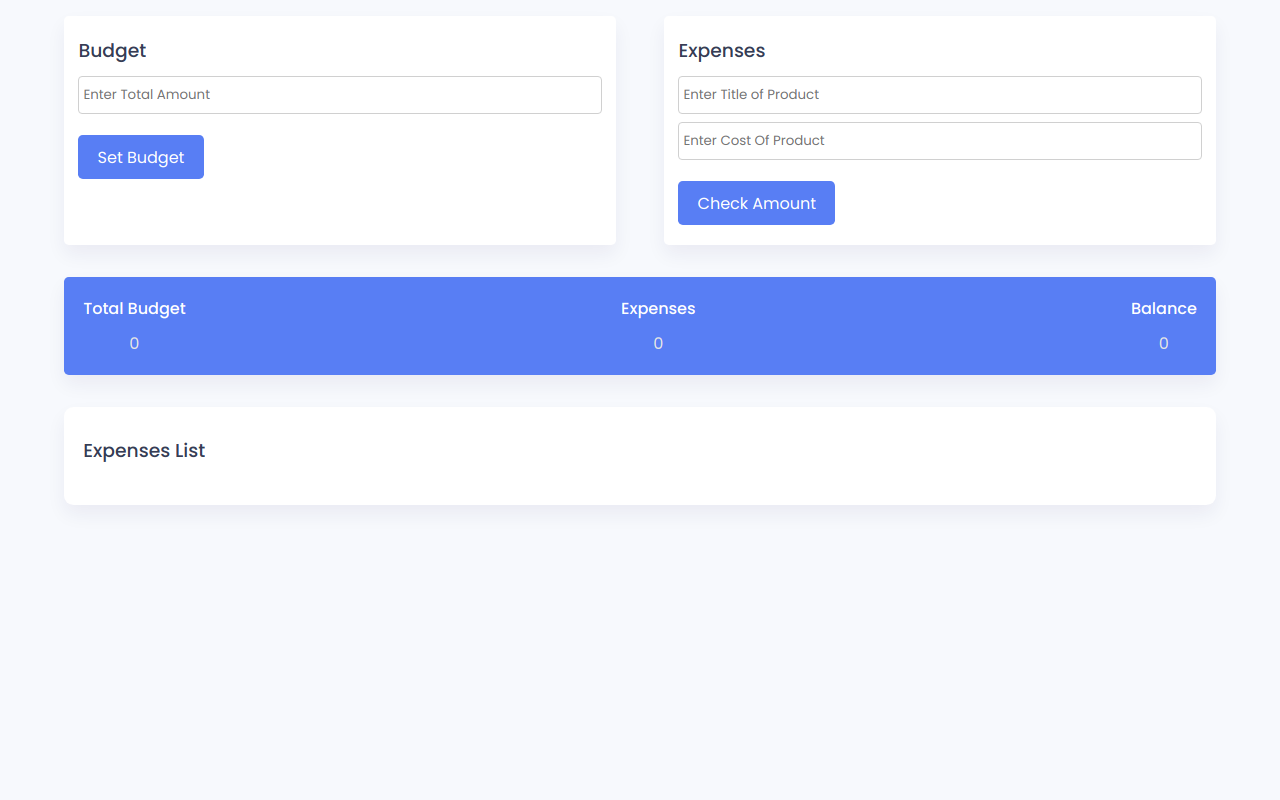 Budget
Enter Total Amount
Set Budget
Expenses
Enter Title of Product
Enter Cost Of Product
Check Amount
Total Budget
0
Expenses
0
Balance
0
Expenses List